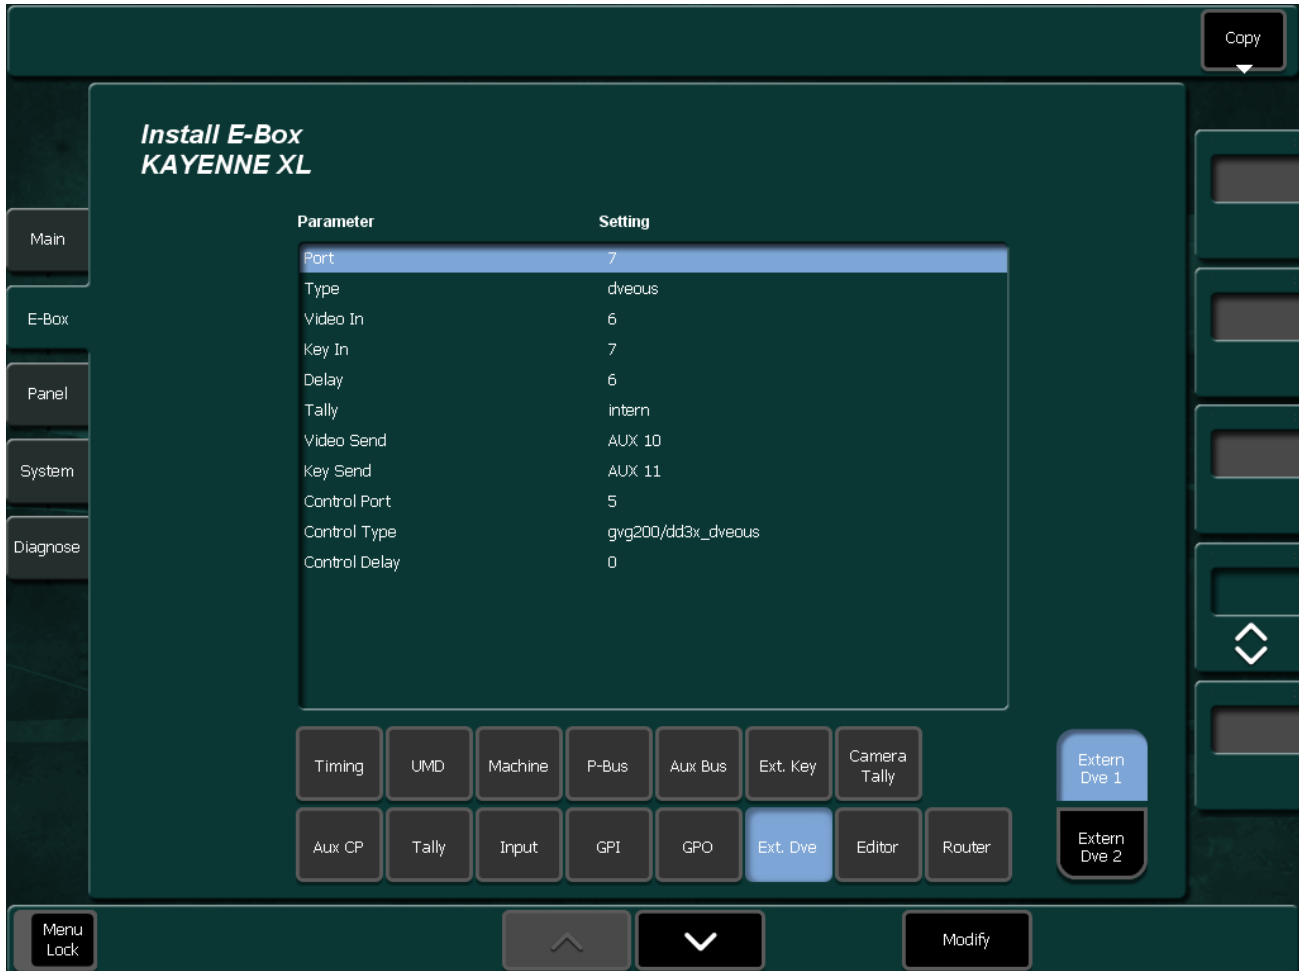 Copy
Install E-Box
KAYENNE XL
Parameter Setting
Port 7
Type dveous
Video In 6
Key In 7
Delay 6
Tally intern
Video Send AUX 10
Key Send AUX 11
Control Port 5
Control Type gvg200/dd3x_dveous
Control Delay 0
Main
E-Box
Panel
System
Diagnose
Timing
UMD
Machine
P-Bus
Aux Bus
Ext. Key
Camera
Tally
Extern
Dve 1
Aux CP
Tally
Input
GPI
GPO
Ext. Dve
Editor
Router
Extern
Dve 2
Menu
Lock
Modify